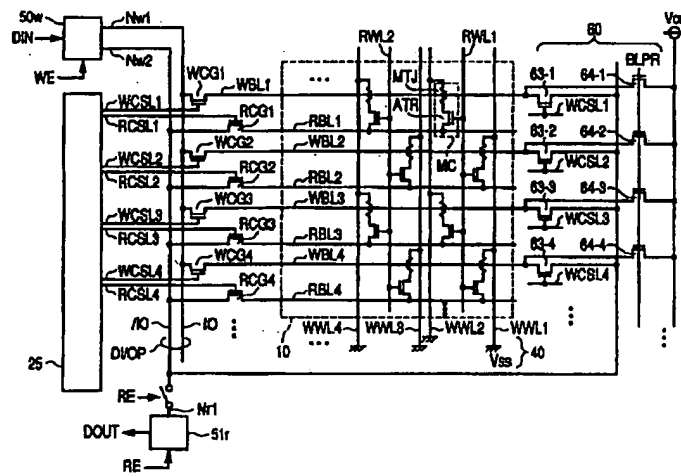 50w
Nw1
DIN
Nw2
WE
RWL2
RWL1
60
Vcc
BLPR
WCG1
WBL1
...
MTJ
63-1
64-1
WCSL1
RCSL1
RCG1
RBL1
ATR
WCSL1
WCG2
WBL2
MC
63-2
64-2
WCSL2
RCSL2
RCG2
RBL2
WCSL2
WCG3
WBL3
63-3
64-3
WCSL3
RCSL3
RCG3
RBL3
WCSL3
WCG4
WBL4
63-4
64-4
WCSL4
RCSL4
RCG4
RBL4
WCSL4
/IO
IO
10
WWL4
WWL3
WWL2
WWL1
...
Vss
40
25
DI/OP
RE
Nr1
DOUT
51r
RE